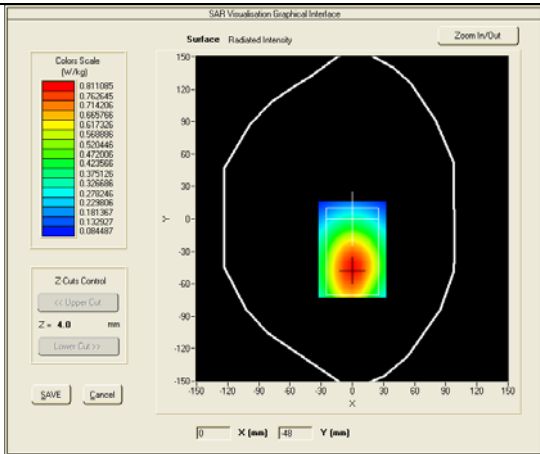 SAR Visualisation Graphical Interface
Surface Radiated Intensity
Zoom In/Out
Colors Scale
(W/kg)
0.811085
0.762645
0.714206
0.665766
0.617326
0.568886
0.520446
0.472006
0.423566
0.375126
0.326686
0.278246
0.229806
0.181367
0.132927
0.084487
Z-Cuts Control
<< Upper Cut
Z = 4.0 mm
Lower Cut >>
SAVE
Cancel
150
120
90
60
30
0
-30
-60
-90
-120
-150
Y
-150 -120 -90 -60 -30 0 30 60 90 120 150
X
0 X (mm) -48 Y (mm)